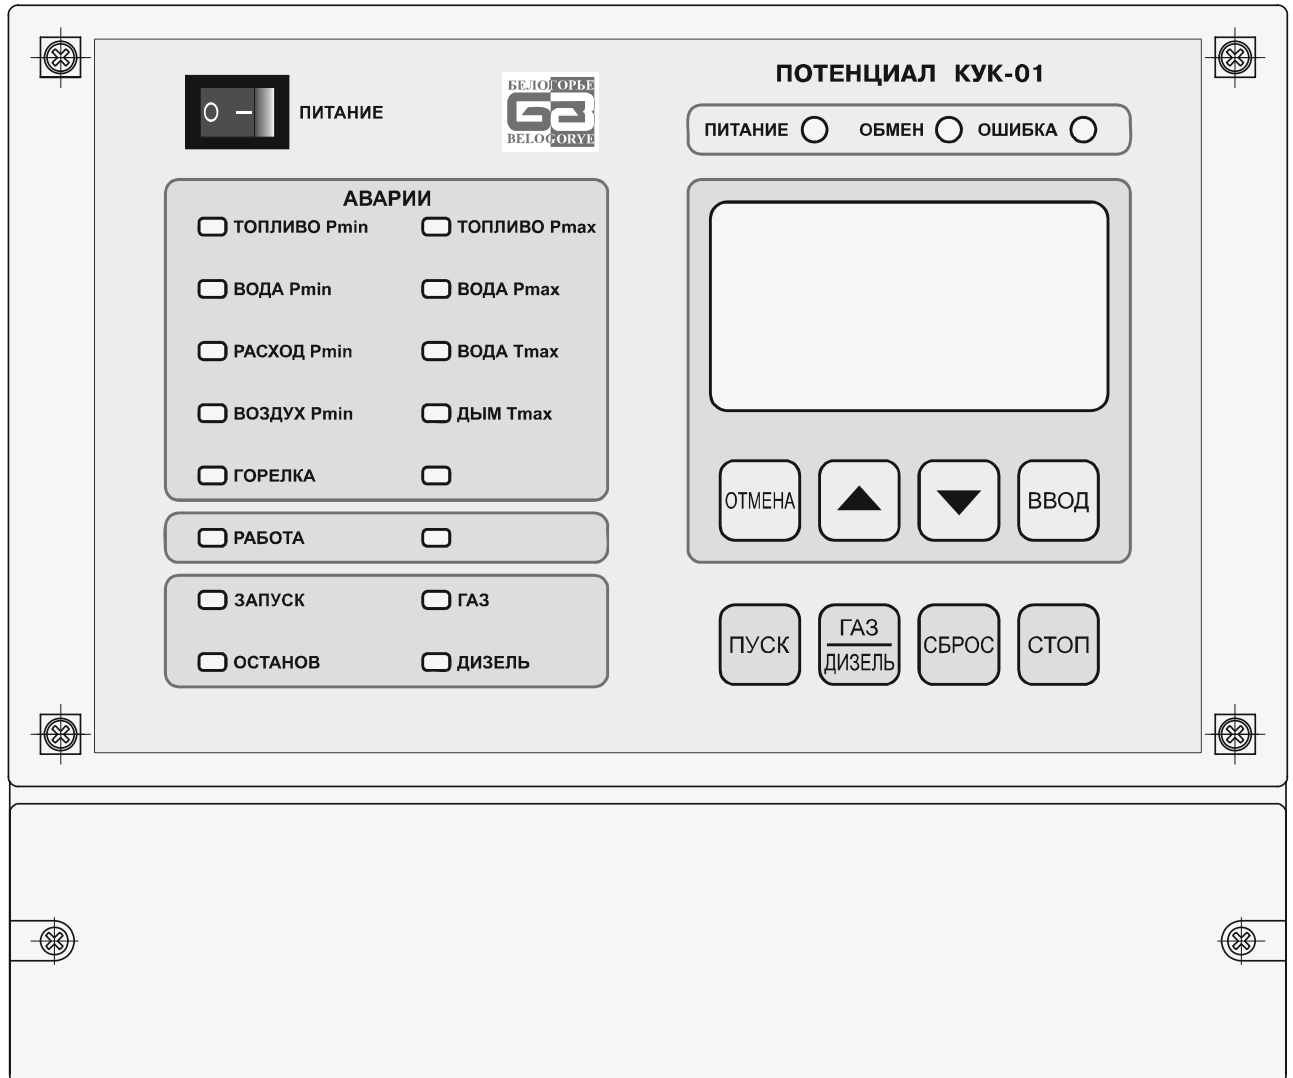 ПОТЕНЦИАЛ КУК-01
ПИТАНИЕ
БЕЛОГОРЬЕ
BELOGORYE
ПИТАНИЕ ОБМЕН ОШИБКА
АВАРИИ
ТОПЛИВО Pmin ТОПЛИВО Pmax
ВОДА Pmin ВОДА Pmax
РАСХОД Pmin ВОДА Tmax
ВОЗДУХ Pmin ДЫМ Tmax
ГОРЕЛКА
РАБОТА
ЗАПУСК ГАЗ
ОСТАНОВ ДИЗЕЛЬ
ОТМЕНА ВВОД
ПУСК ГАЗ СБРОС СТОП
ДИЗЕЛЬ